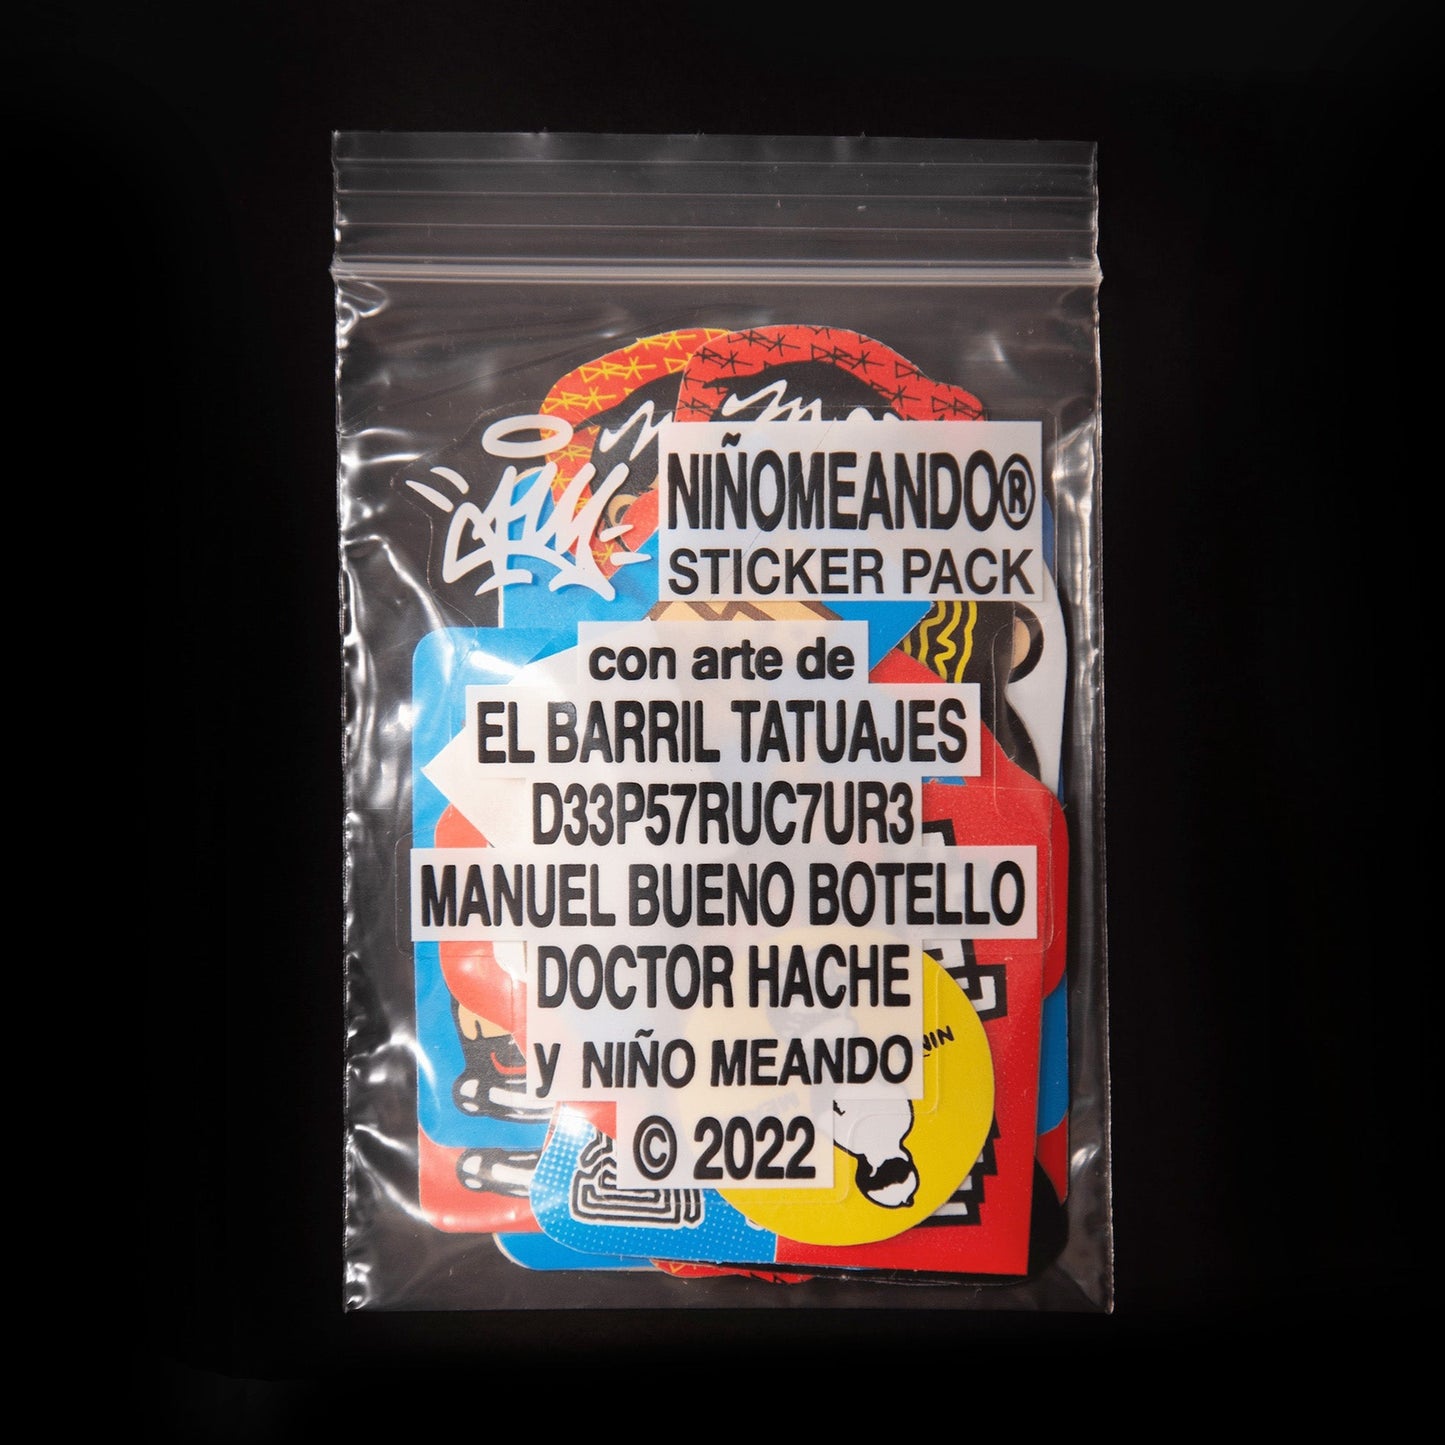 NIÑOMEANDO®
STICKER PACK
con arte de
EL BARRIL TATUAJES
D33P57RUC7UR3
MANUEL BUENO BOTELLO
DOCTOR HACHE
y NIÑO MEANDO
© 2022